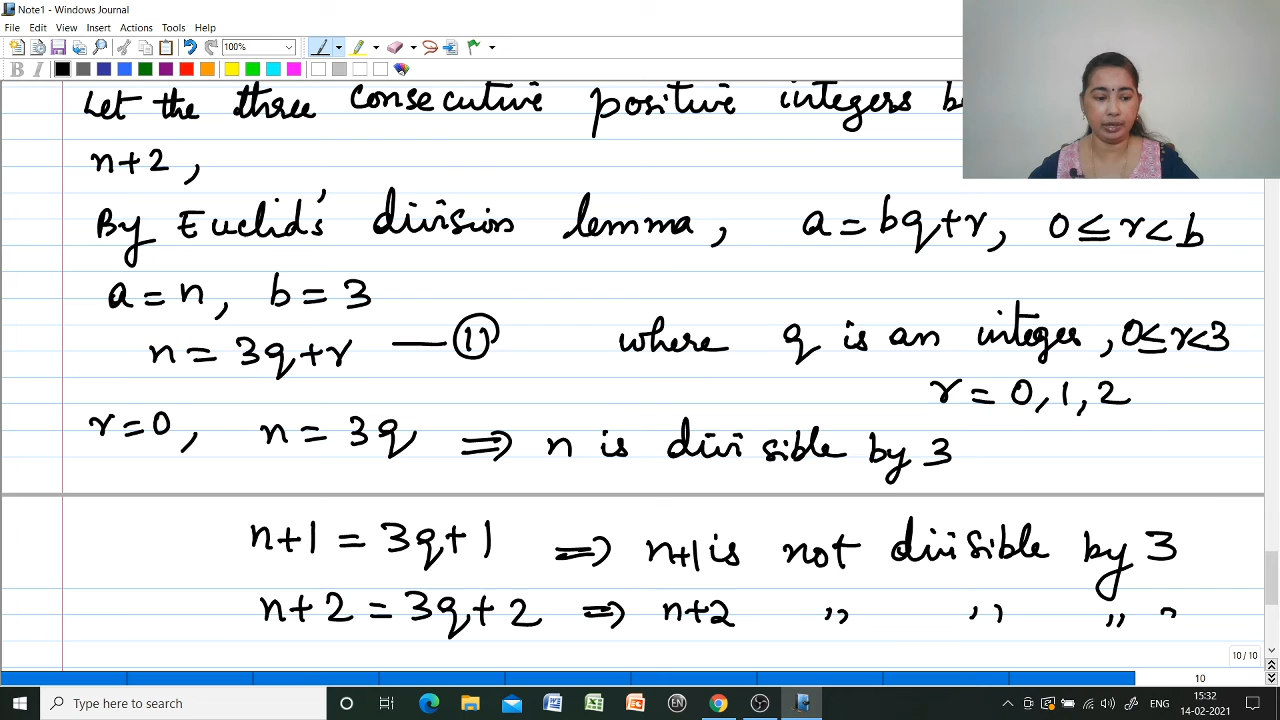 Note1 - Windows Journal
File Edit View Insert Actions Tools Help
100%
B I
Let the three consecutive positive integers
n+2,
By Euclid's division lemma, a = bq+r, 0 ≤ r < b
a = n, b = 3
n = 3q+r — ① where q is an integer, 0 ≤ r < 3
r = 0, 1, 2
r = 0, n = 3q ⇒ n is divisible by 3
n+1 = 3q+1 ⇒ n+1 is not divisible by 3
n+2 = 3q+2 ⇒ n+2 ,, ,, ,, ,,
10 / 10
10
Type here to search
ENG
15:32
14-02-2021